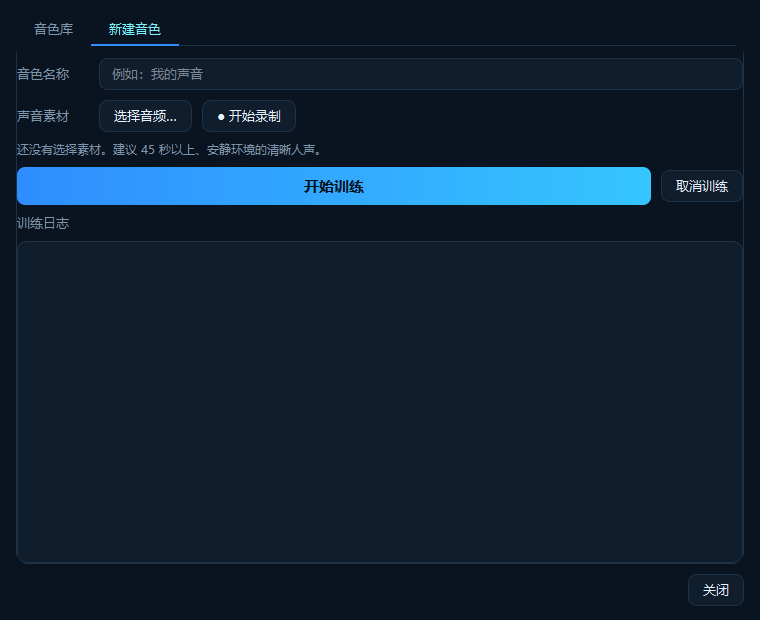 音色库 新建音色
音色名称 例如：我的声音
声音素材 选择音频... ● 开始录制
还没有选择素材。建议 45 秒以上、安静环境的清晰人声。
开始训练 取消训练
训练日志
关闭